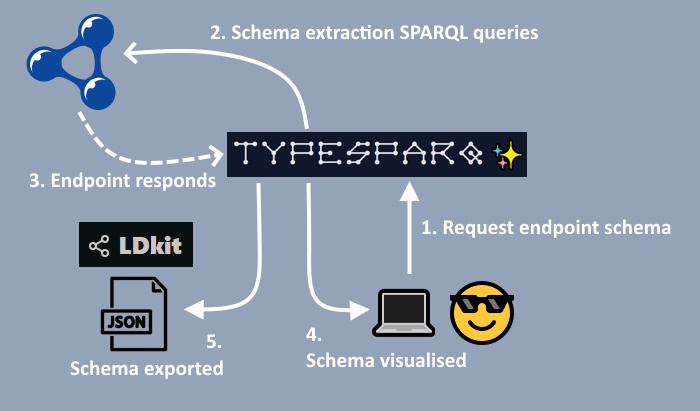 2. Schema extraction SPARQL queries
TYPESPARQ
3. Endpoint responds
1. Request endpoint schema
LDkit
JSON
5.
Schema exported
4.
Schema visualised